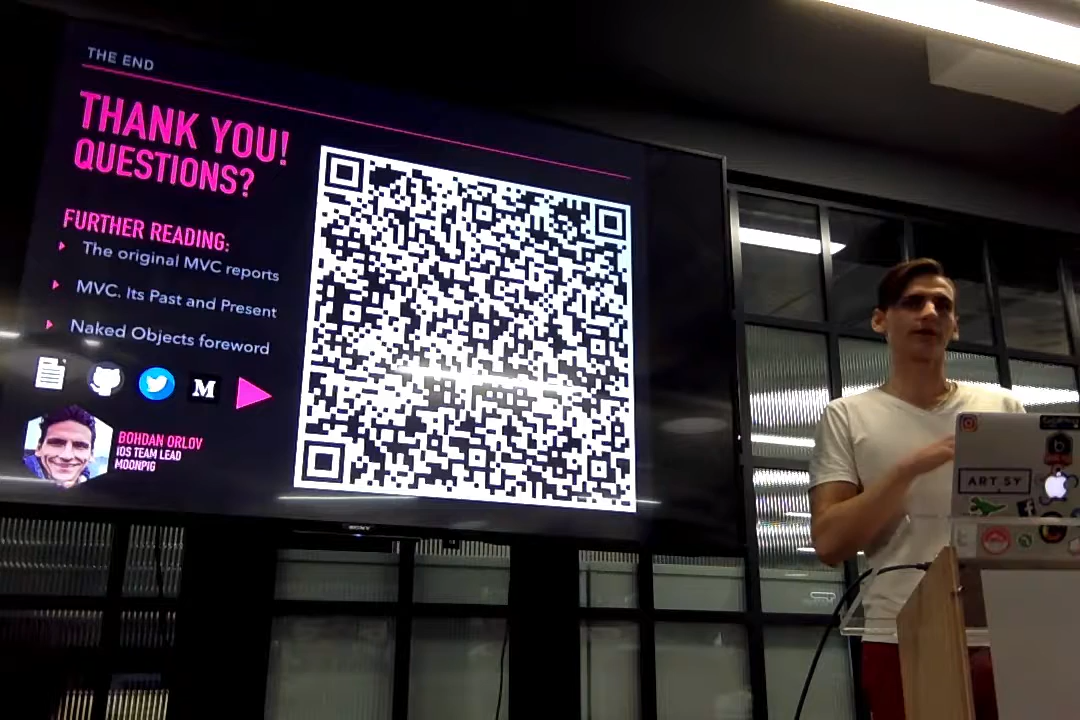 THE END
THANK YOU!
QUESTIONS?
FURTHER READING:
The original MVC reports
MVC. Its Past and Present
Naked Objects foreword
M
BOHDAN ORLOV
IOS TEAM LEAD
MOONPIG
SONY
ARTSY